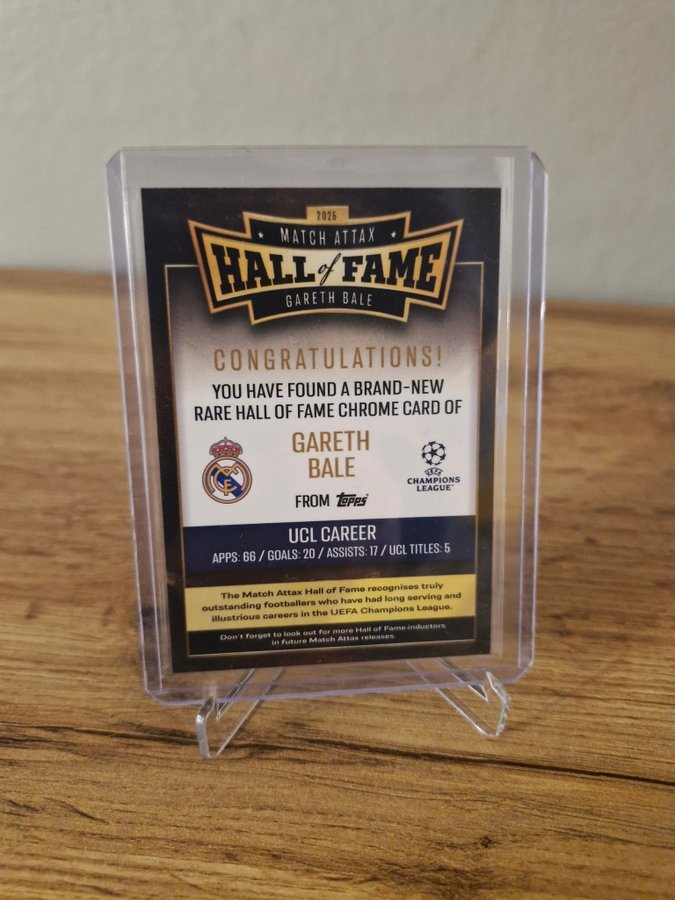 2025
MATCH ATTAX
HALL of FAME
GARETH BALE
CONGRATULATIONS!
YOU HAVE FOUND A BRAND-NEW
RARE HALL OF FAME CHROME CARD OF
GARETH
BALE
UEFA
CHAMPIONS
LEAGUE
FROM Topps
UCL CAREER
APPS: 66 / GOALS: 20 / ASSISTS: 17 / UCL TITLES: 5
The Match Attax Hall of Fame recognises truly
outstanding footballers who have had long serving and
illustrious careers in the UEFA Champions League.
Don't forget to look out for more Hall of Fame inductors
in future Match Attax releases.